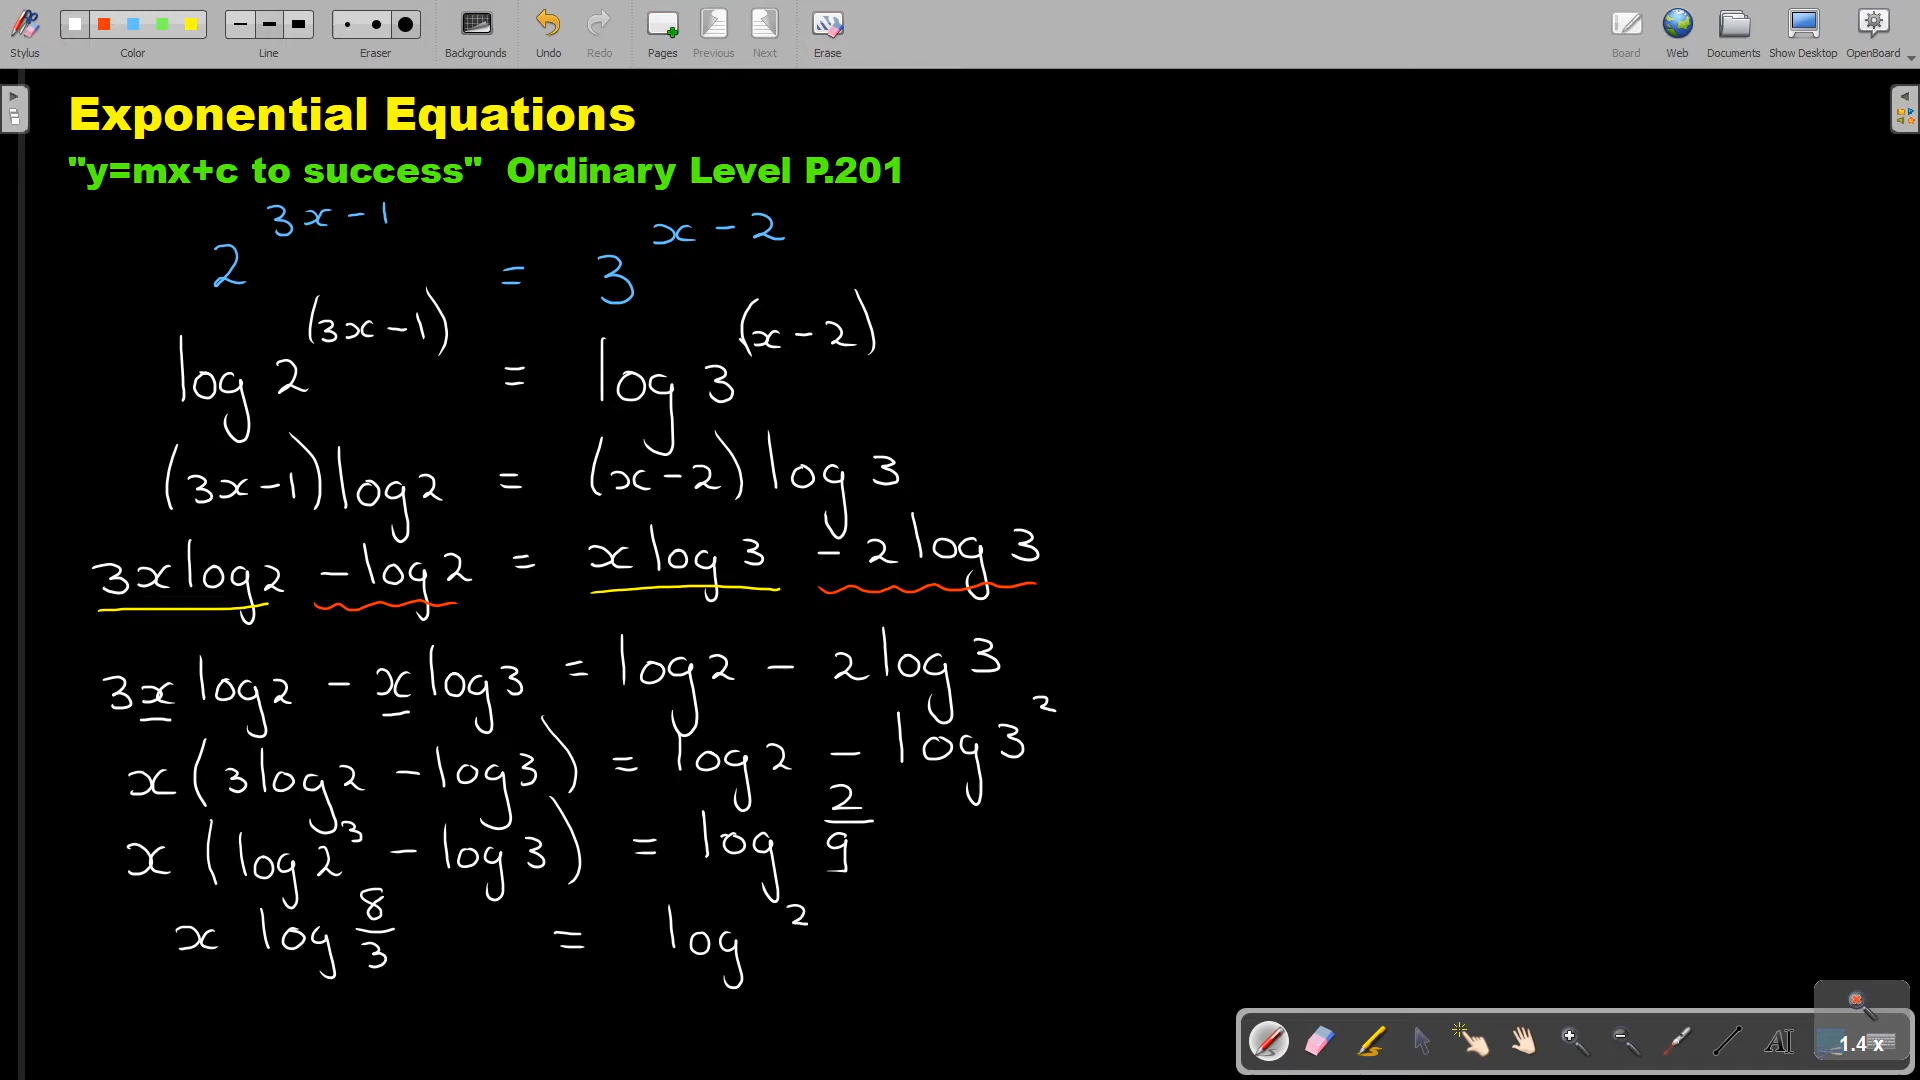 Stylus Color Line Eraser Backgrounds Undo Redo Pages Previous Next Erase Board Web Documents Show Desktop OpenBoard
Exponential Equations
"y=mx+c to success" Ordinary Level P.201
2^(3x-1) = 3^(x-2)
log 2^(3x-1) = log 3^(x-2)
(3x-1) log 2 = (x-2) log 3
3x log 2 - log 2 = x log 3 - 2 log 3
3x log 2 - x log 3 = log 2 - 2 log 3
x (3 log 2 - log 3) = log 2 - log 3²
x (log 2³ - log 3) = log 2/9
x log 8/3 = log 2
AI
1.4 x